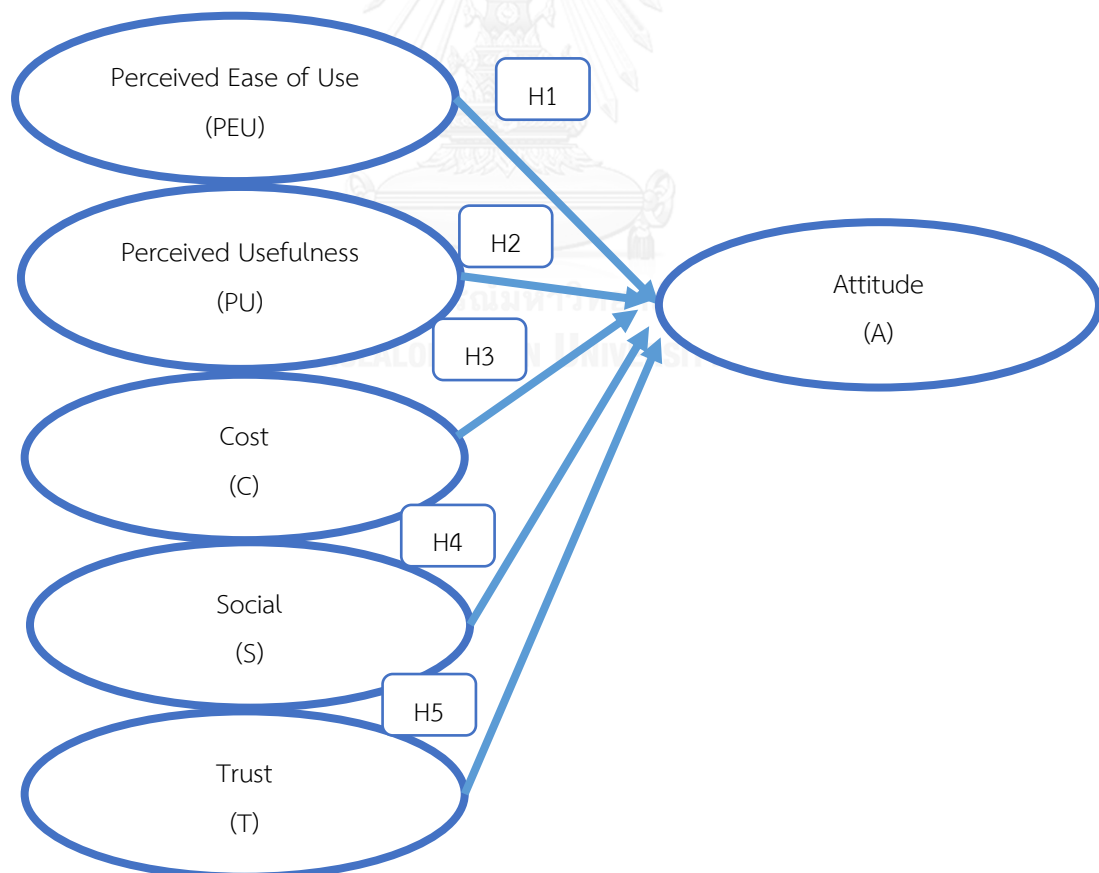 Perceived Ease of Use
(PEU)
H1
Perceived Usefulness
(PU)
H2
Attitude
(A)
H3
Cost
(C)
H4
Social
(S)
H5
Trust
(T)